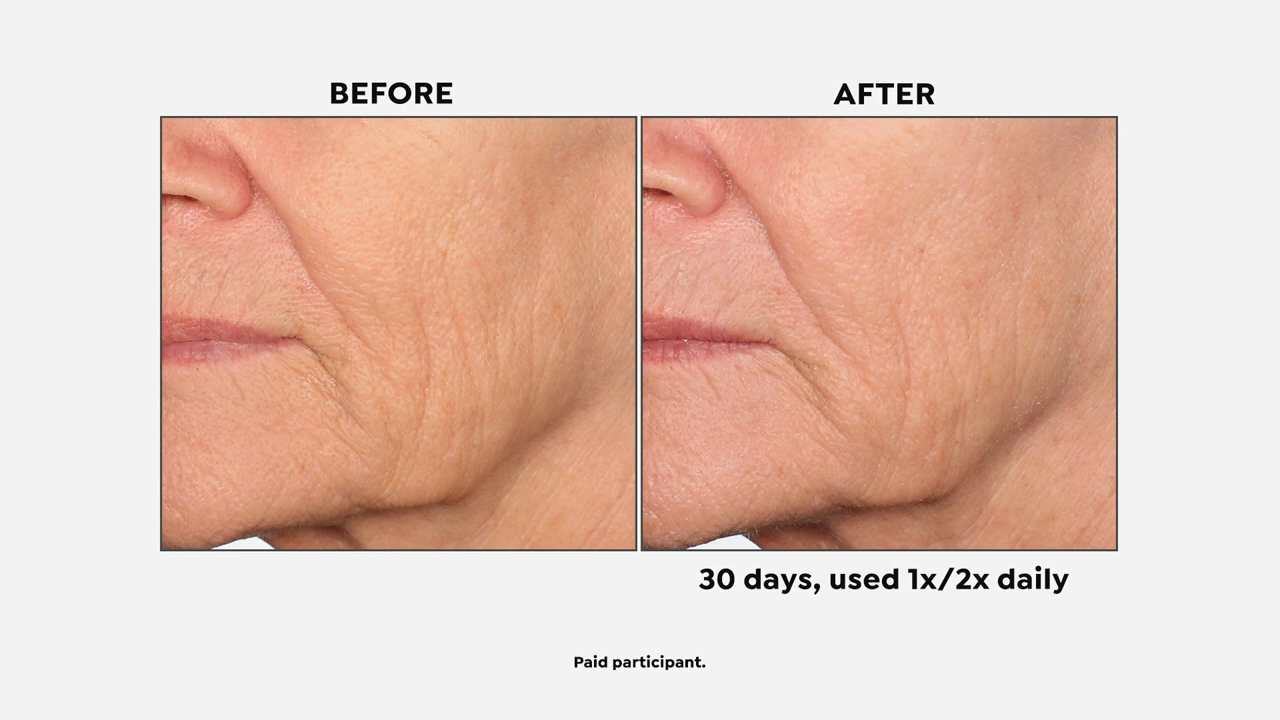 BEFORE
AFTER
30 days, used 1x/2x daily
Paid participant.